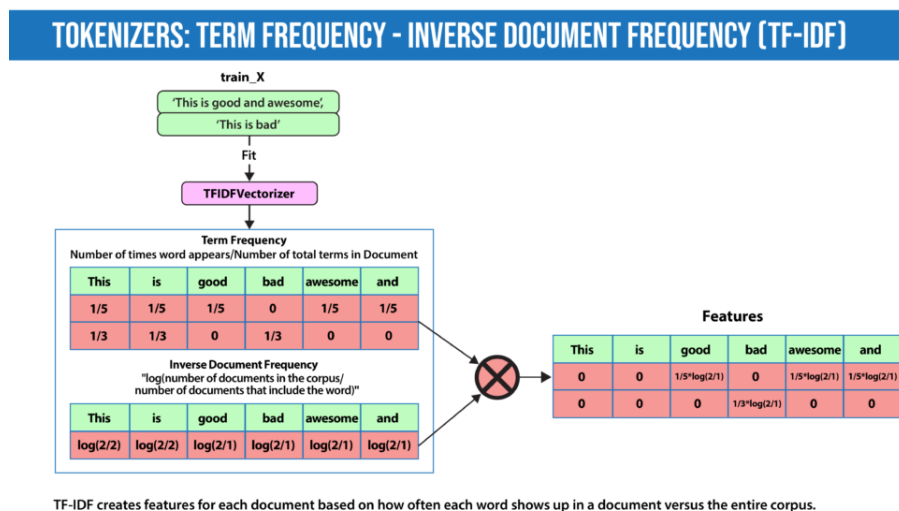 TOKENIZERS: TERM FREQUENCY - INVERSE DOCUMENT FREQUENCY (TF-IDF)
train_X
'This is good and awesome',
'This is bad'
Fit
TFIDFVectorizer
Term Frequency
Number of times word appears/Number of total terms in Document
This is good bad awesome and
1/5 1/5 1/5 0 1/5 1/5
1/3 1/3 0 1/3 0 0
Inverse Document Frequency
"log(number of documents in the corpus/
number of documents that include the word)"
This is good bad awesome and
log(2/2) log(2/2) log(2/1) log(2/1) log(2/1) log(2/1)
Features
This is good bad awesome and
0 0 1/5*log(2/1) 0 1/5*log(2/1) 1/5*log(2/1)
0 0 0 1/3*log(2/1) 0 0
TF-IDF creates features for each document based on how often each word shows up in a document versus the entire corpus.